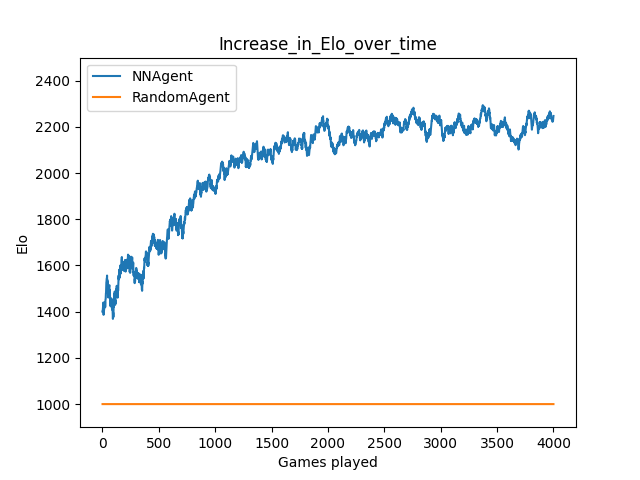 Increase_in_Elo_over_time
NNAgent
RandomAgent
2400
2200
2000
1800
1600
1400
1200
1000
Elo
0 500 1000 1500 2000 2500 3000 3500 4000
Games played